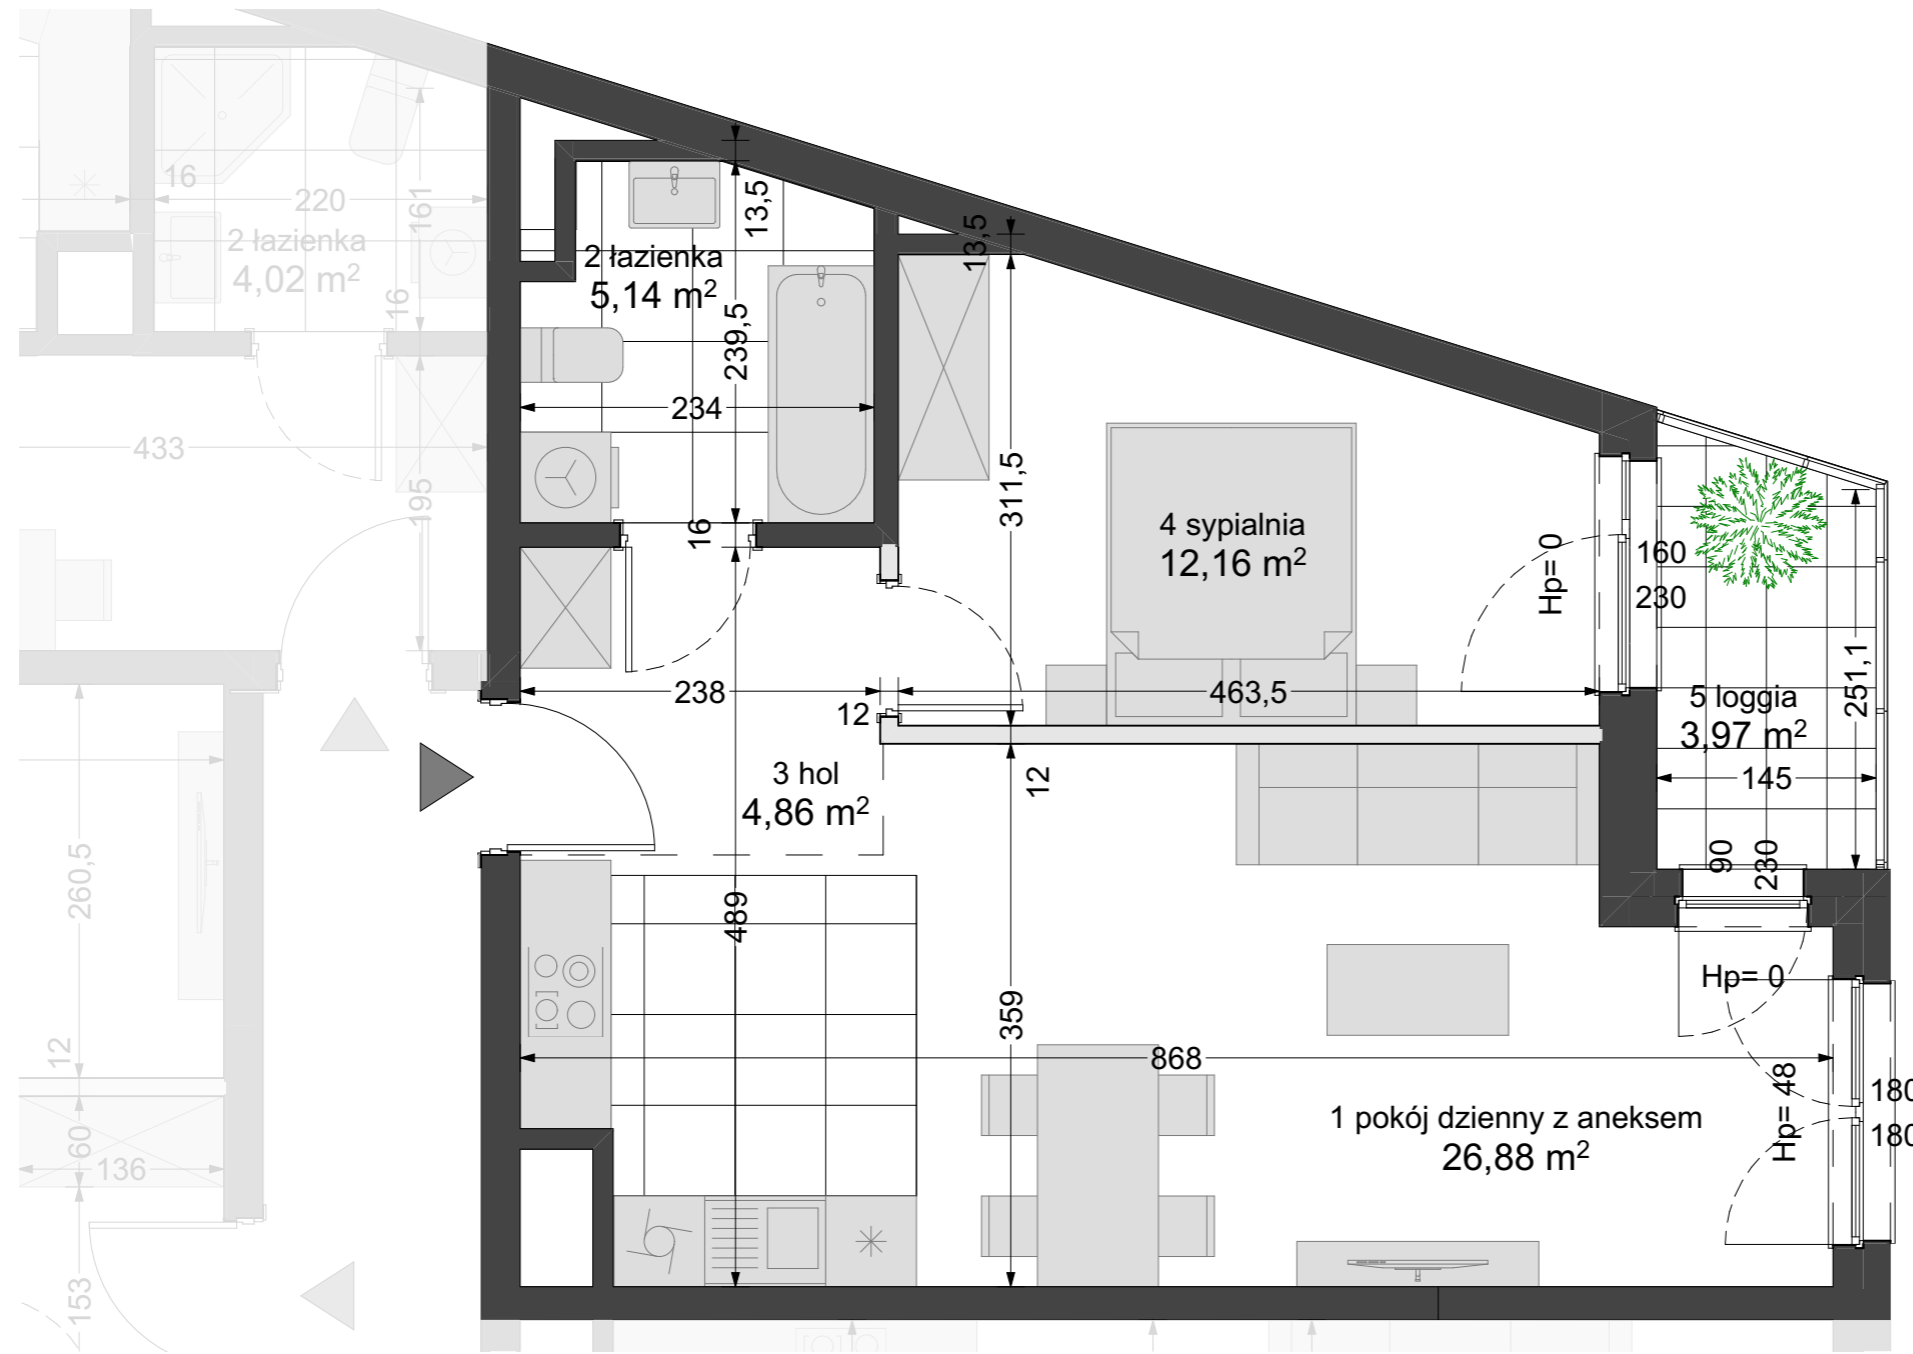 16
220
161
2 łazienka
4,02 m²
16
433
195
260,5
12
60
136
153
13,5
2 łazienka
5,14 m²
239,5
234
16
13,5
311,5
4 sypialnia
12,16 m²
Hp= 0
160
230
238
12
463,5
5 loggia
3,97 m²
251,1
145
3 hol
4,86 m²
12
90
230
489
359
Hp= 0
868
Hp= 48
180
180
1 pokój dzienny z aneksem
26,88 m²